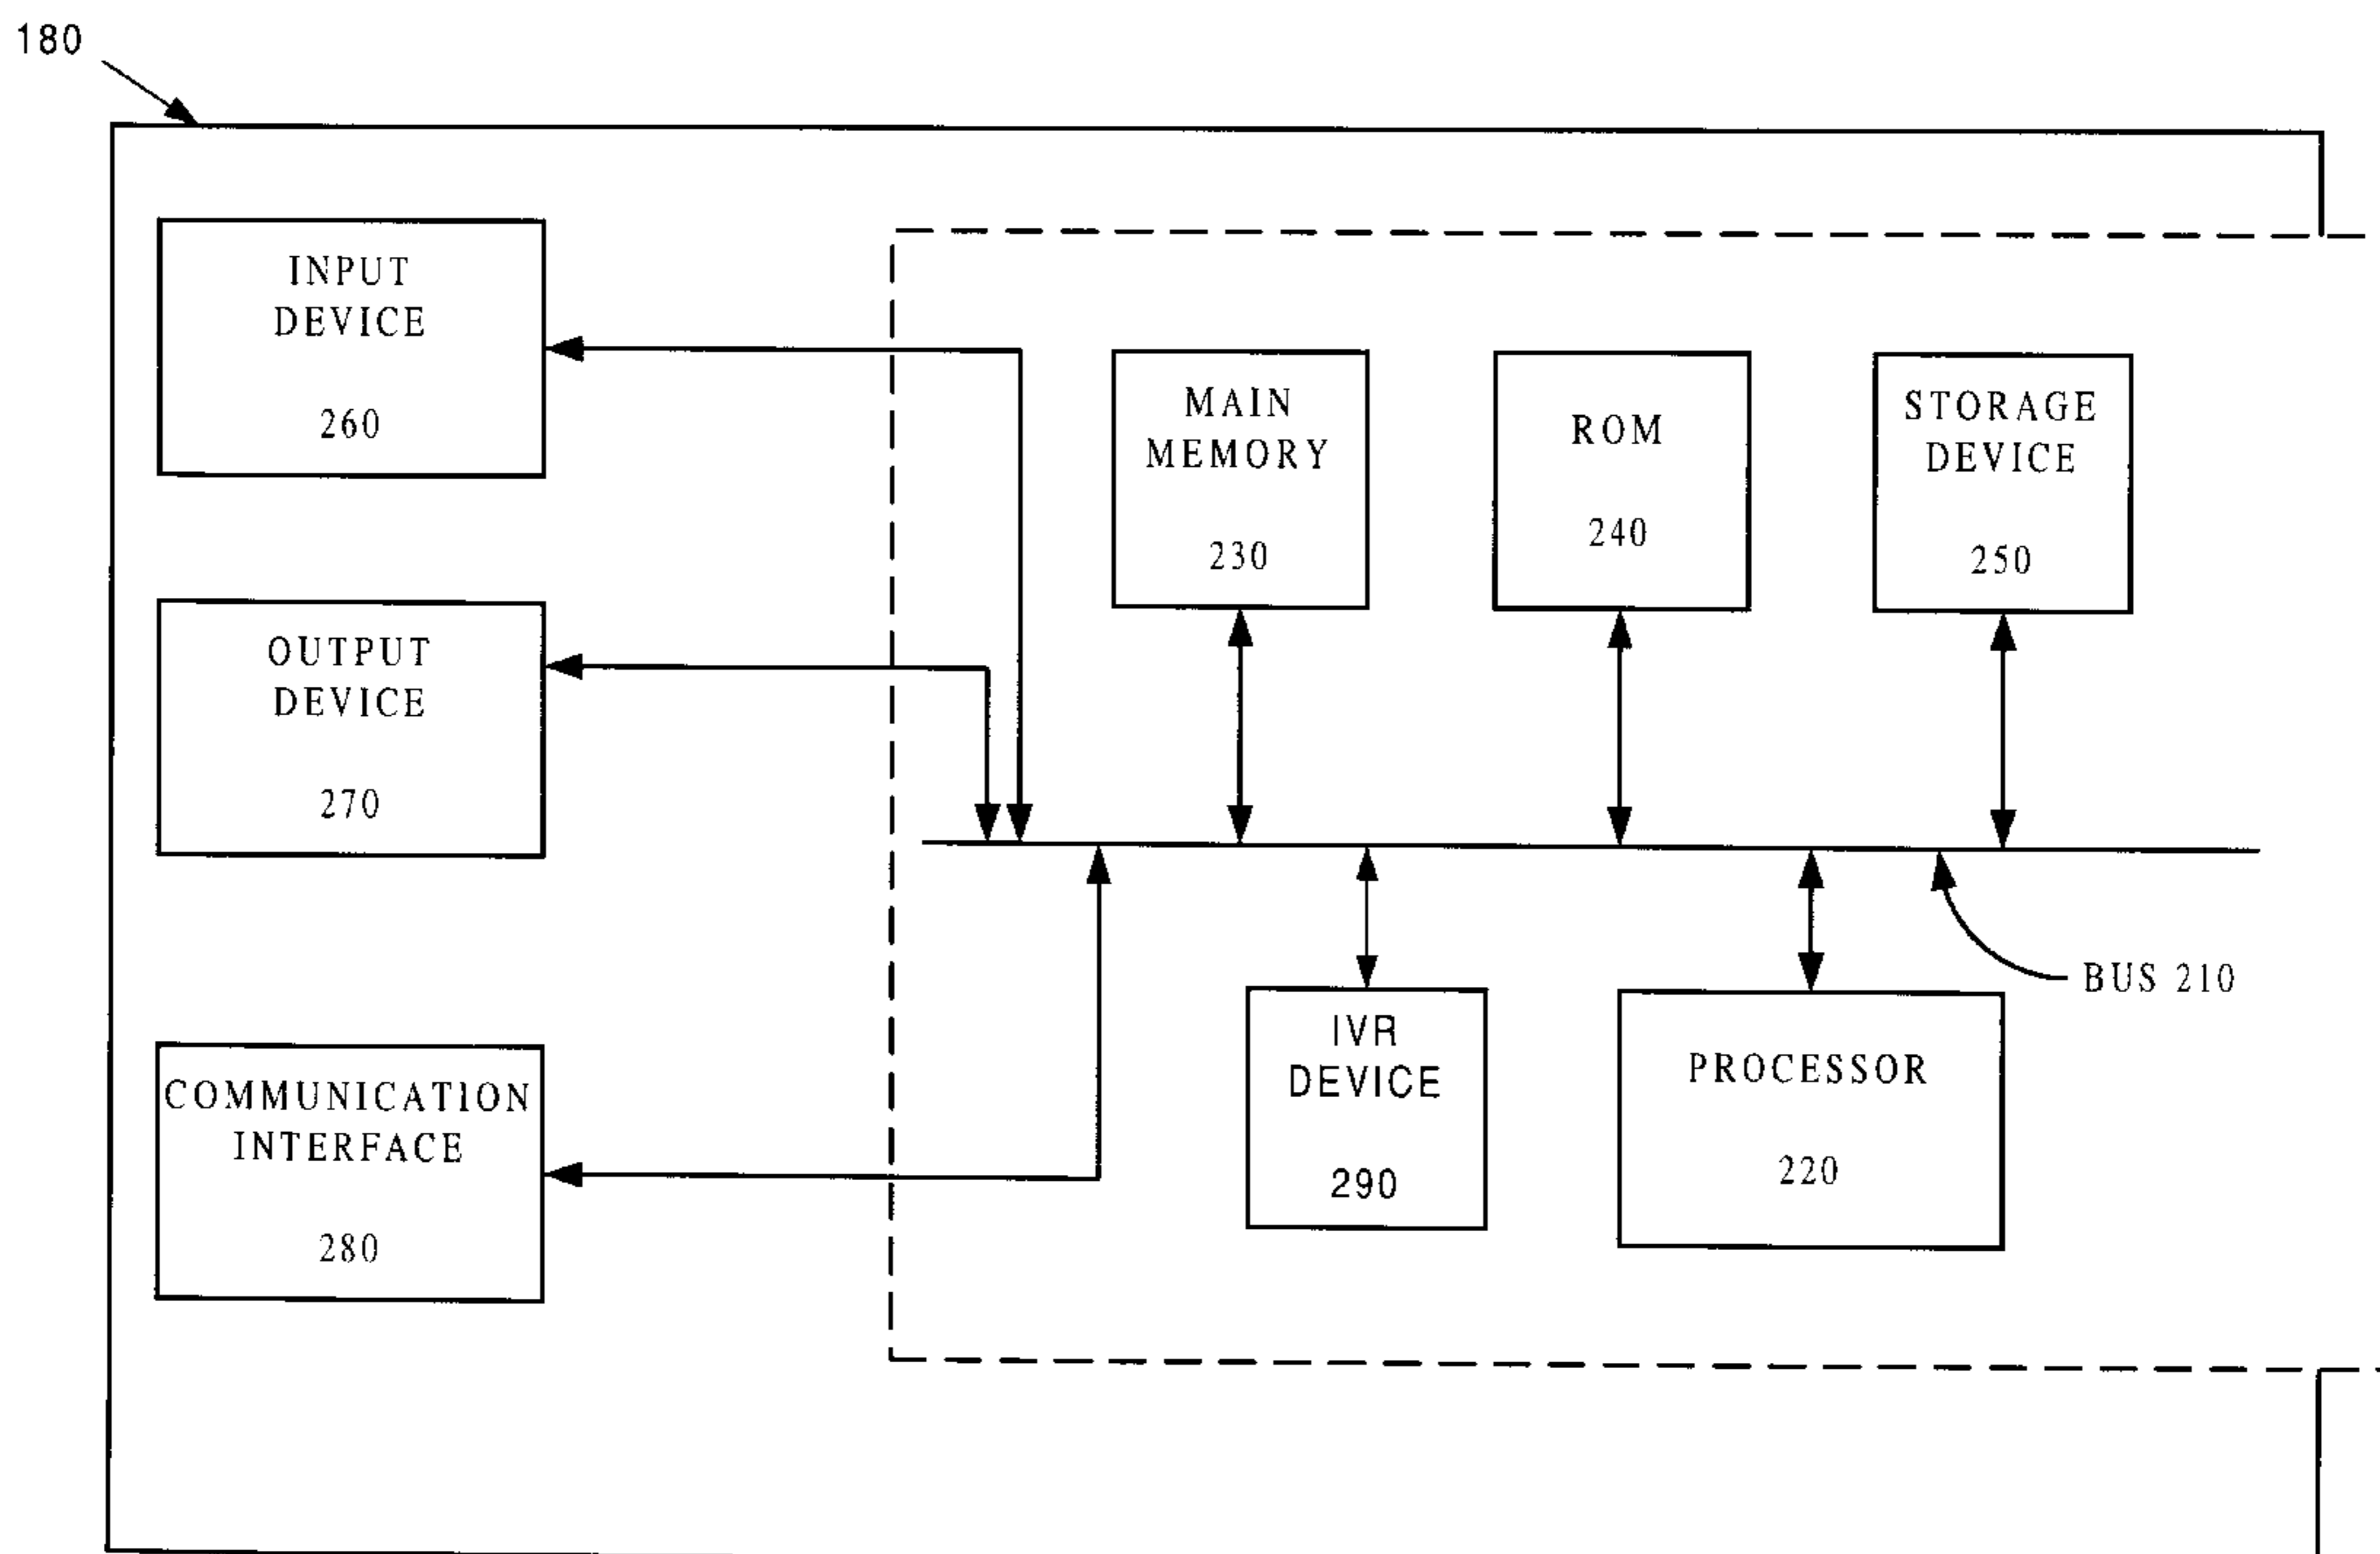 180
INPUT
DEVICE
260
MAIN
MEMORY
230
ROM
240
STORAGE
DEVICE
250
OUTPUT
DEVICE
270
BUS 210
IVR
DEVICE
290
PROCESSOR
220
COMMUNICATION
INTERFACE
280